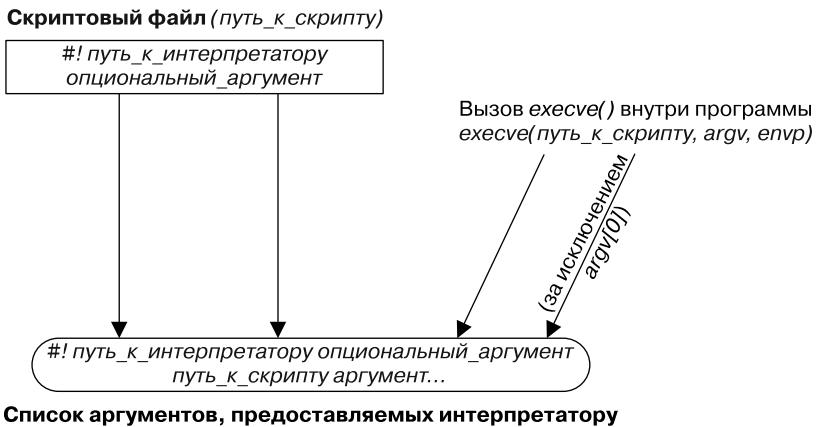 Скриптовый файл (путь_к_скрипту)
#! путь_к_интерпретатору
опциональный_аргумент
Вызов execve() внутри программы
execve(путь_к_скрипту, argv, envp)
(за исключением
argv[0])
#! путь_к_интерпретатору опциональный_аргумент
путь_к_скрипту аргумент...
Список аргументов, предоставляемых интерпретатору